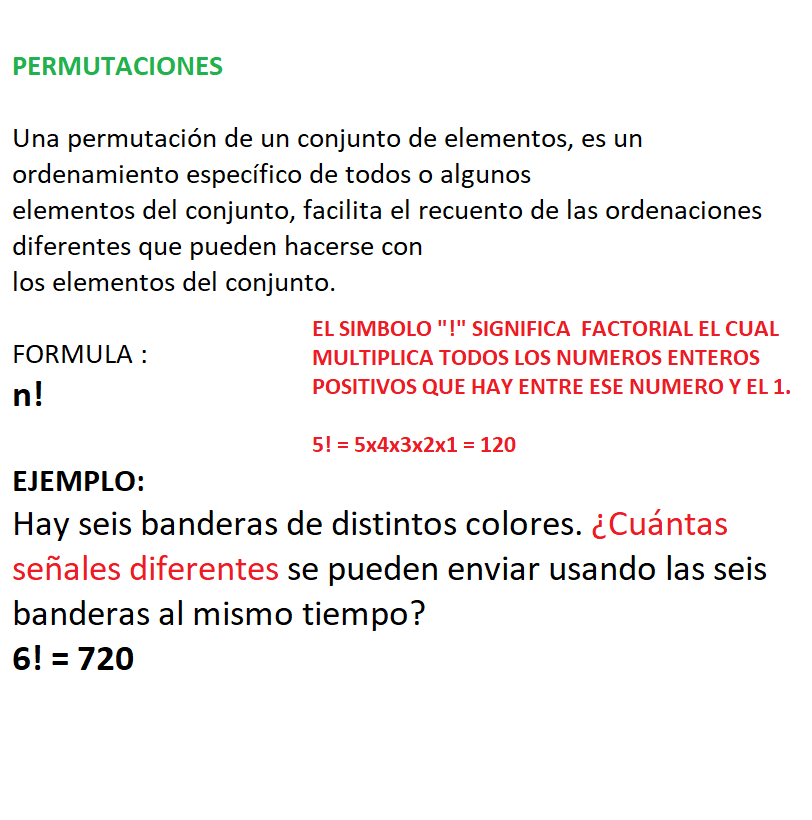 PERMUTACIONES
Una permutación de un conjunto de elementos, es un
ordenamiento específico de todos o algunos
elementos del conjunto, facilita el recuento de las ordenaciones
diferentes que pueden hacerse con
los elementos del conjunto.
FORMULA :
n!
EL SIMBOLO "!" SIGNIFICA  FACTORIAL EL CUAL
MULTIPLICA TODOS LOS NUMEROS ENTEROS
POSITIVOS QUE HAY ENTRE ESE NUMERO Y EL 1.
5! = 5x4x3x2x1 = 120
EJEMPLO:
Hay seis banderas de distintos colores. ¿Cuántas
señales diferentes se pueden enviar usando las seis
banderas al mismo tiempo?
6! = 720